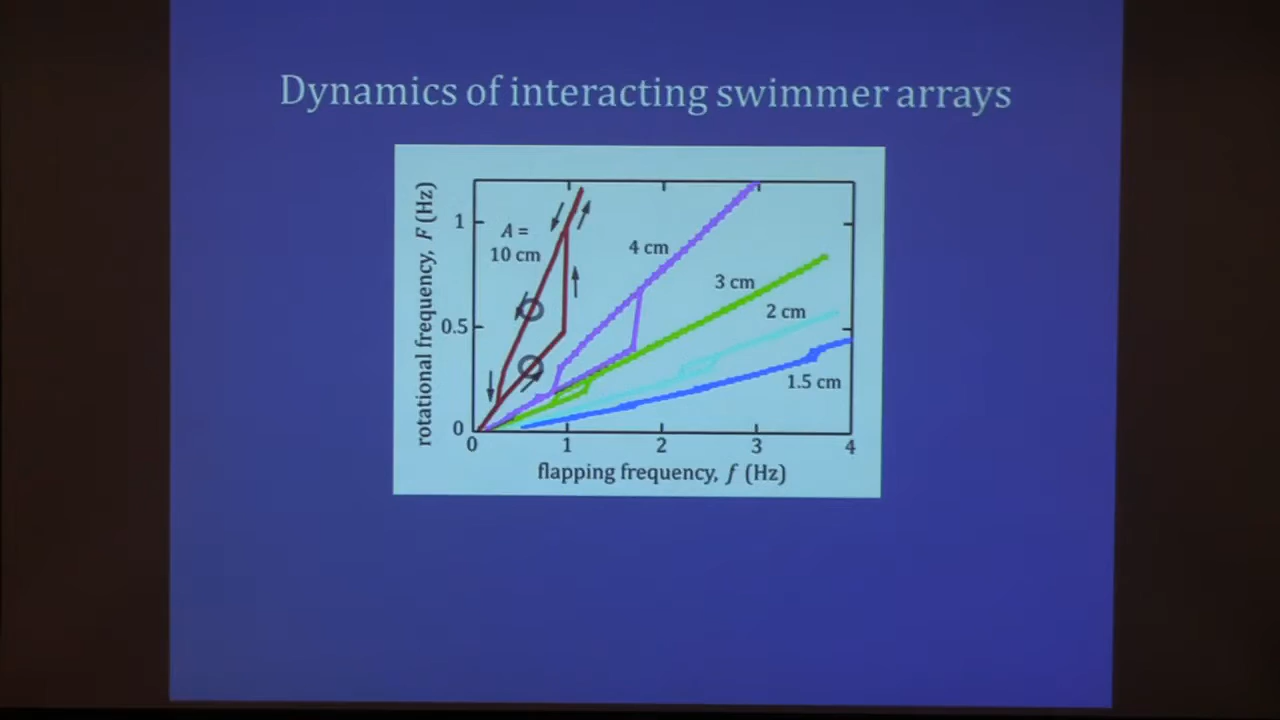 Dynamics of interacting swimmer arrays
rotational frequency, F (Hz)
1
0.5
0
A =
10 cm
4 cm
3 cm
2 cm
1.5 cm
0 1 2 3 4
flapping frequency, f (Hz)